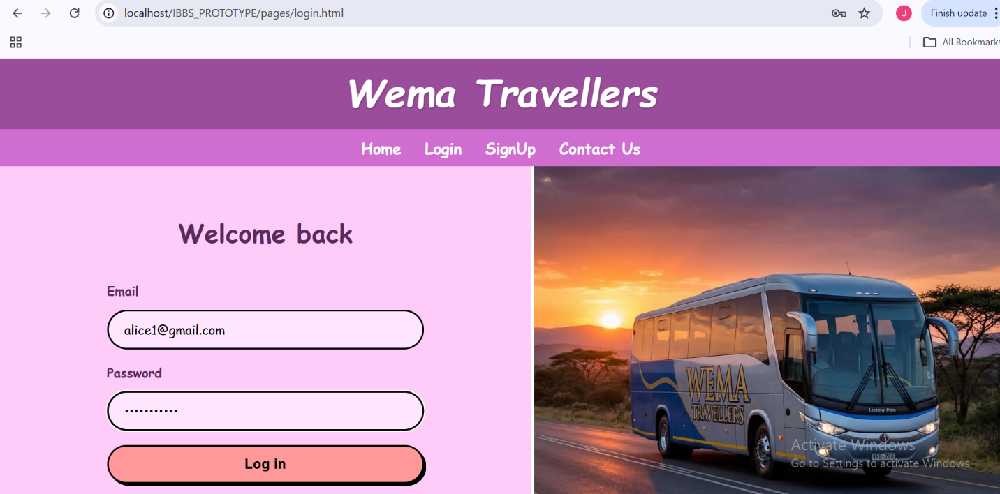 localhost/IBBS_PROTOTYPE/pages/login.html
J
Finish update
All Bookmarks
Wema Travellers
Home Login SignUp Contact Us
Welcome back
Email
alice1@gmail.com
Password
Log in
WEMA
TRAVELLERS
Activate Windows
Go to Settings to activate Windows.